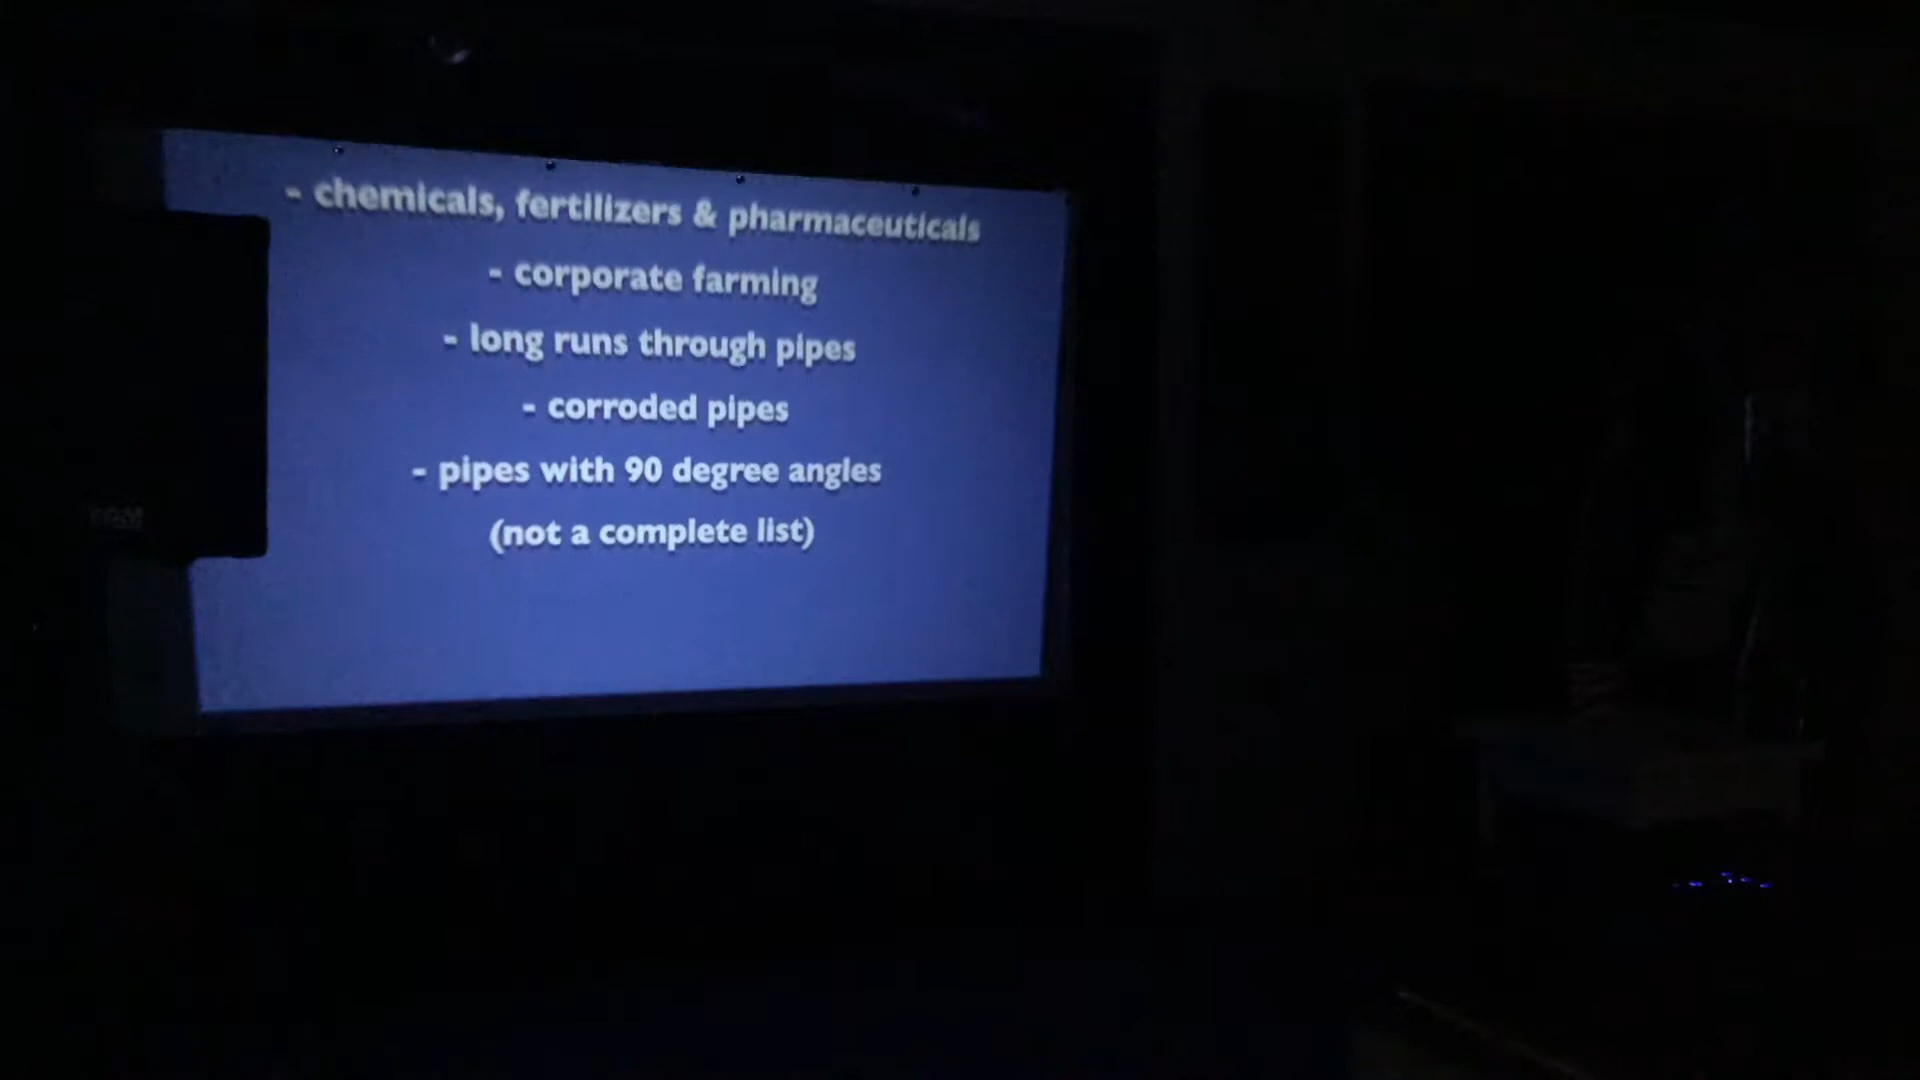 - chemicals, fertilizers & pharmaceuticals
- corporate farming
- long runs through pipes
- corroded pipes
- pipes with 90 degree angles
(not a complete list)